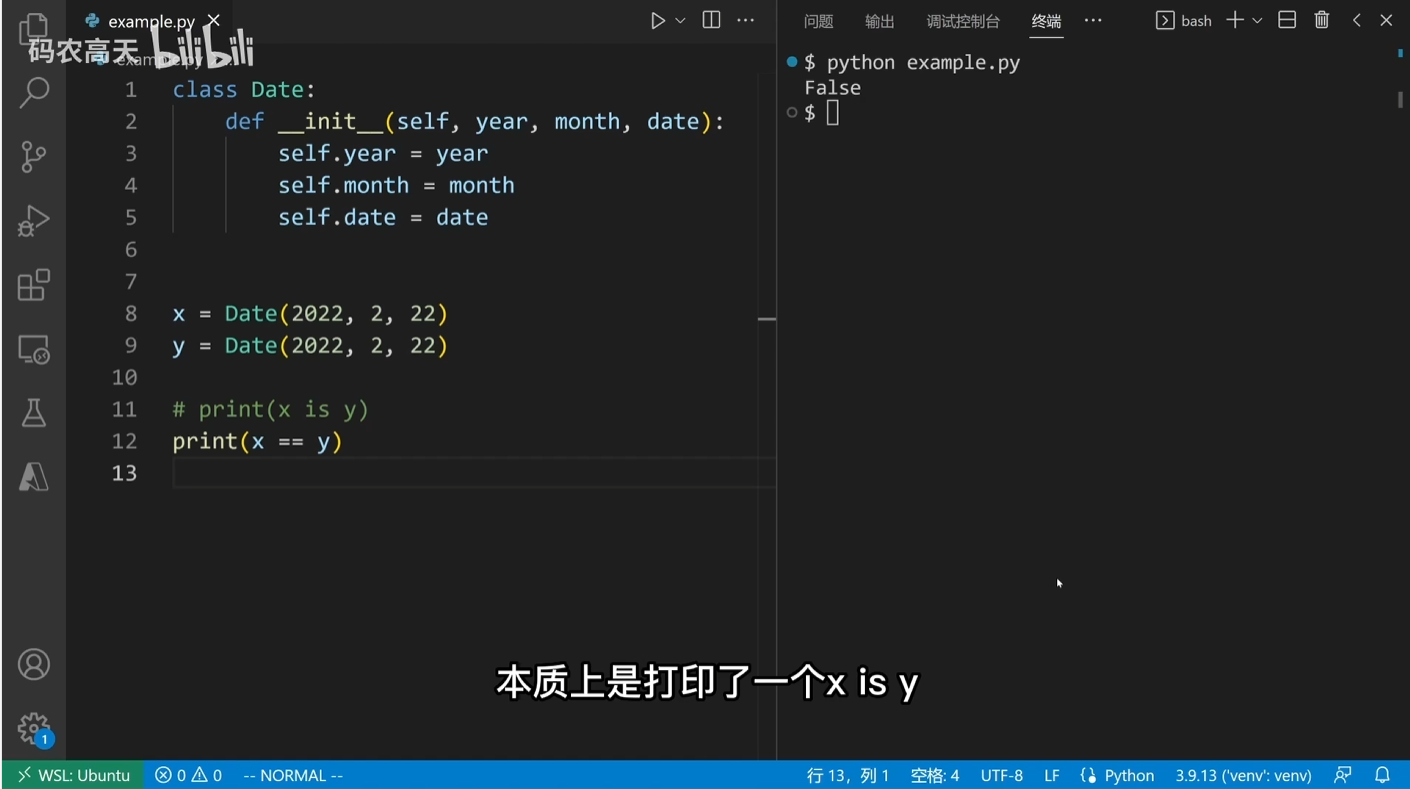 example.py
码农高天 bilibili
example.py
1 class Date:
2     def __init__(self, year, month, date):
3         self.year = year
4         self.month = month
5         self.date = date
6
7
8 x = Date(2022, 2, 22)
9 y = Date(2022, 2, 22)
10
11 # print(x is y)
12 print(x == y)
13
问题 输出 调试控制台 终端 ··· bash
$ python example.py
False
$
本质上是打印了一个x is y
1
WSL: Ubuntu 0 0 -- NORMAL -- 行 13，列 1 空格: 4 UTF-8 LF Python 3.9.13 ('venv': venv)